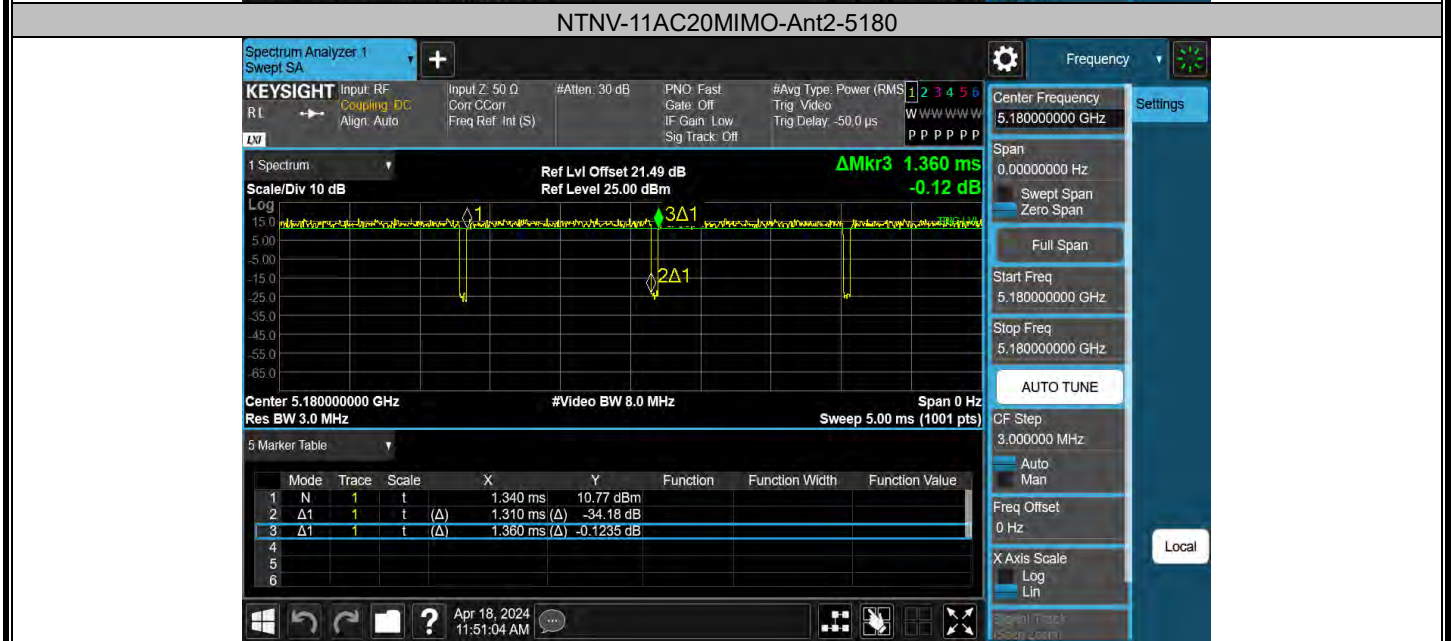 NTNV-11AC20MIMO-Ant2-5180
Spectrum Analyzer 1
Swept SA
+
Frequency
KEYSIGHT Input: RF Input Z: 50 Ω #Atten: 30 dB PNO: Fast #Avg Type: Power (RMS 1 2 3 4 5 6
RL Coupling: DC Corr CCorr Gate: Off Trig: Video W W W W W W
Align: Auto Freq Ref: Int (S) IF Gain: Low Trig Delay: -50.0 µs
LXI Sig Track: Off P P P P P P
Center Frequency
5.180000000 GHz
Settings
1 Spectrum
Ref Lvl Offset 21.49 dB
ΔMkr3 1.360 ms
Scale/Div 10 dB
Ref Level 25.00 dBm
-0.12 dB
Log
15.0
5.00
-5.00
-15.0
-25.0
-35.0
-45.0
-55.0
-65.0
1
3Δ1
2Δ1
TRIG LVL
Span
0.00000000 Hz
Swept Span
Zero Span
Full Span
Start Freq
5.180000000 GHz
Stop Freq
5.180000000 GHz
AUTO TUNE
Center 5.180000000 GHz #Video BW 8.0 MHz Span 0 Hz
Res BW 3.0 MHz Sweep 5.00 ms (1001 pts)
CF Step
3.000000 MHz
Auto
Man
Freq Offset
0 Hz
X Axis Scale
Log
Lin
Signal Track
(Span Zoom)
Local
5 Marker Table
Mode Trace Scale X Y Function Function Width Function Value
1 N 1 t 1.340 ms 10.77 dBm
2 Δ1 1 t (Δ) 1.310 ms (Δ) -34.18 dB
3 Δ1 1 t (Δ) 1.360 ms (Δ) -0.1235 dB
4
5
6
? Apr 18, 2024
11:51:04 AM